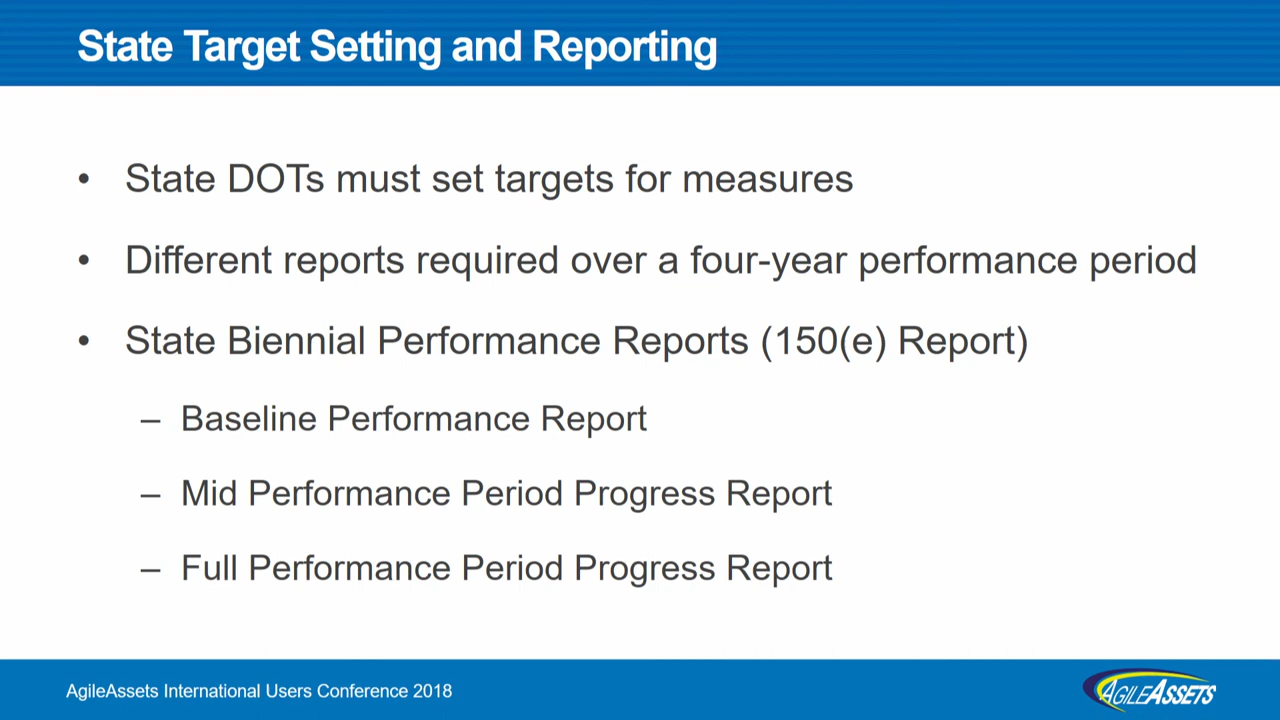 State Target Setting and Reporting
• State DOTs must set targets for measures
• Different reports required over a four-year performance period
• State Biennial Performance Reports (150(e) Report)
– Baseline Performance Report
– Mid Performance Period Progress Report
– Full Performance Period Progress Report
AgileAssets International Users Conference 2018
AGILEASSETS